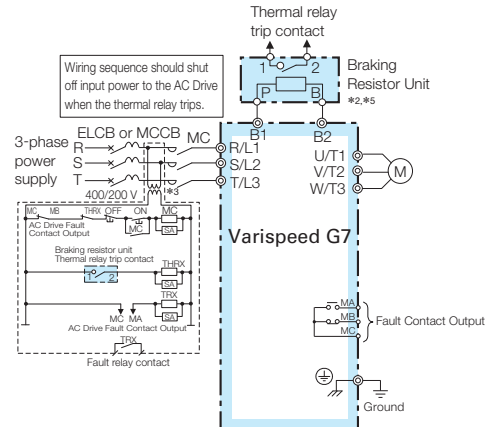 Thermal relay
trip contact
Wiring sequence should shut
off input power to the AC Drive
when the thermal relay trips.
1 2
P B
Braking
Resistor Unit
*2,*5
B1 B2
3-phase
power
supply
ELCB or MCCB
MC
R R/L1
S S/L2
T T/L3
*3
400/200 V
U/T1
V/T2
W/T3
M
Varispeed G7
MC MB THRX OFF ON MC
MC
SA
AC Drive Fault
Contact Output
Braking resistor unit
Thermal relay trip contact
1 2
THRX
SA
TRX
SA
MC MA
AC Drive Fault Contact Output
TRX
Fault relay contact
MA
MB
MC
Fault Contact Output
Ground